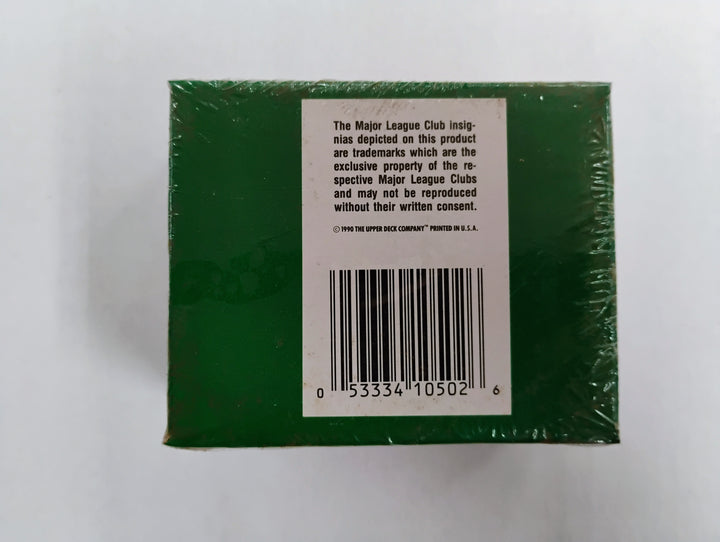 The Major League Club insig-
nias depicted on this product
are trademarks which are the
exclusive property of the re-
spective Major League Clubs
and may not be reproduced
without their written consent.
© 1990 THE UPPER DECK COMPANY™ PRINTED IN U.S.A.
0 53334 10502 6